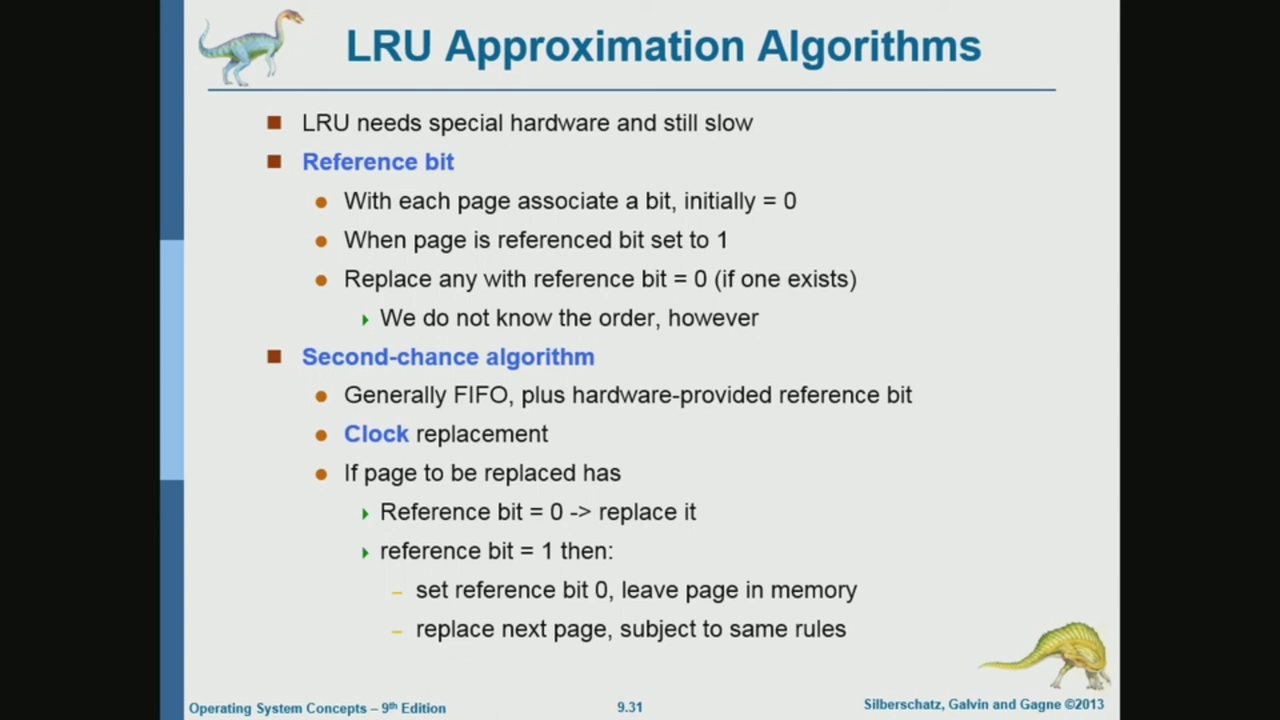 LRU Approximation Algorithms
LRU needs special hardware and still slow
Reference bit
With each page associate a bit, initially = 0
When page is referenced bit set to 1
Replace any with reference bit = 0 (if one exists)
We do not know the order, however
Second-chance algorithm
Generally FIFO, plus hardware-provided reference bit
Clock replacement
If page to be replaced has
Reference bit = 0 -> replace it
reference bit = 1 then:
set reference bit 0, leave page in memory
replace next page, subject to same rules
Operating System Concepts – 9th Edition
9.31
Silberschatz, Galvin and Gagne ©2013